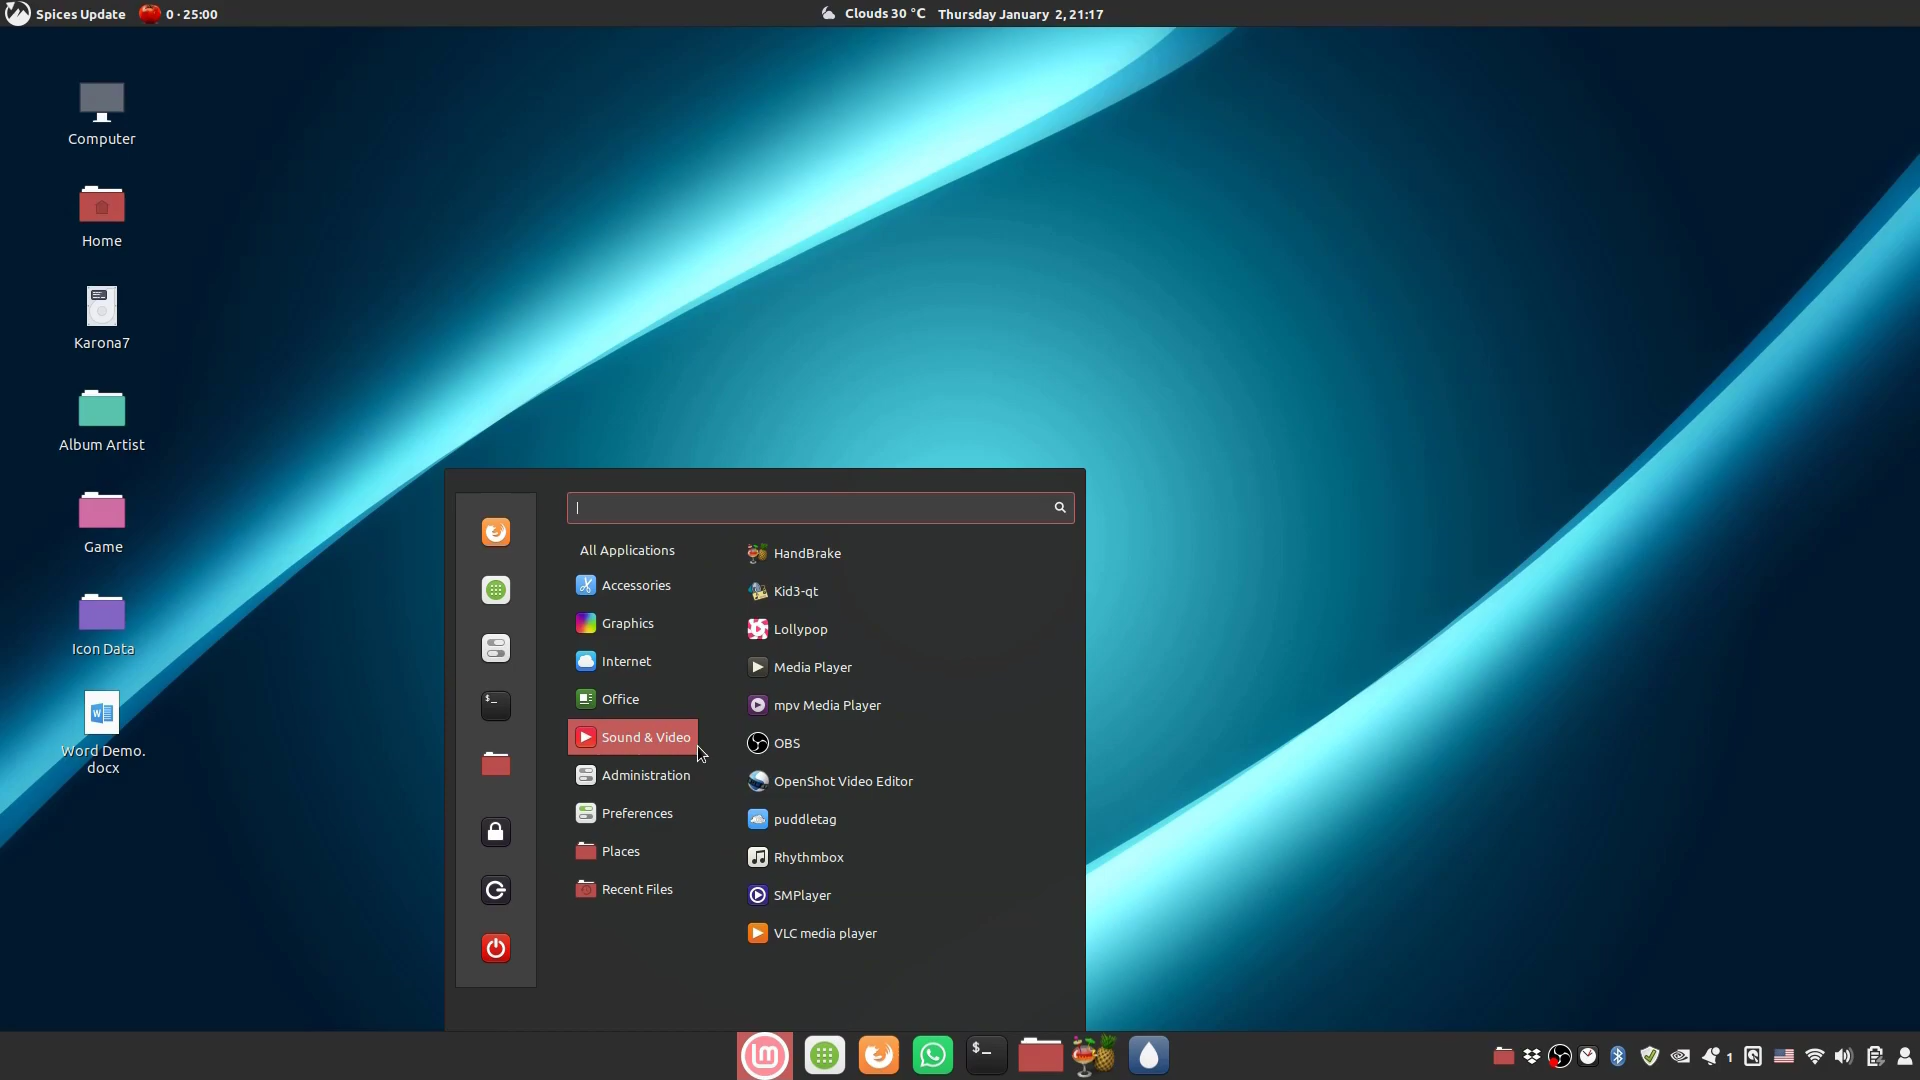 Spices Update
0 · 25:00
Clouds 30 °C
Thursday January 2, 21:17
Computer
Home
Karona7
Album Artist
Game
Icon Data
Word Demo.
docx
All Applications
Accessories
Graphics
Internet
Office
Sound & Video
Administration
Preferences
Places
Recent Files
HandBrake
Kid3-qt
Lollypop
Media Player
mpv Media Player
OBS
OpenShot Video Editor
puddletag
Rhythmbox
SMPlayer
VLC media player
1